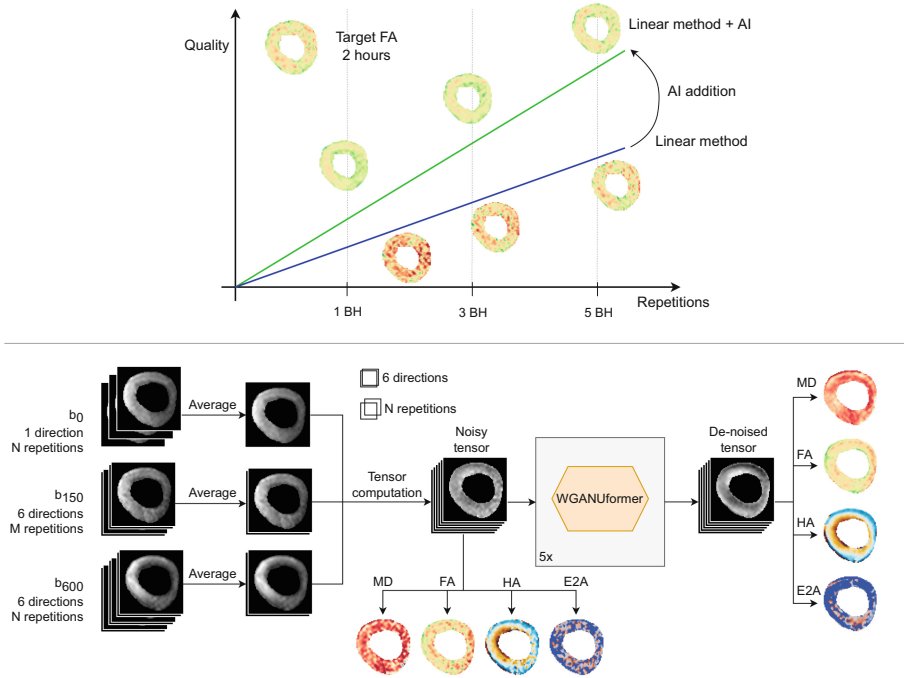 Quality
Target FA
2 hours
Linear method + AI
AI addition
Linear method
1 BH
3 BH
5 BH
Repetitions
b0
1 direction
N repetitions
Average
b150
6 directions
M repetitions
Average
b600
6 directions
N repetitions
Average
6 directions
N repetitions
Tensor
computation
Noisy
tensor
WGANUformer
5x
De-noised
tensor
MD
FA
HA
E2A
MD
FA
HA
E2A